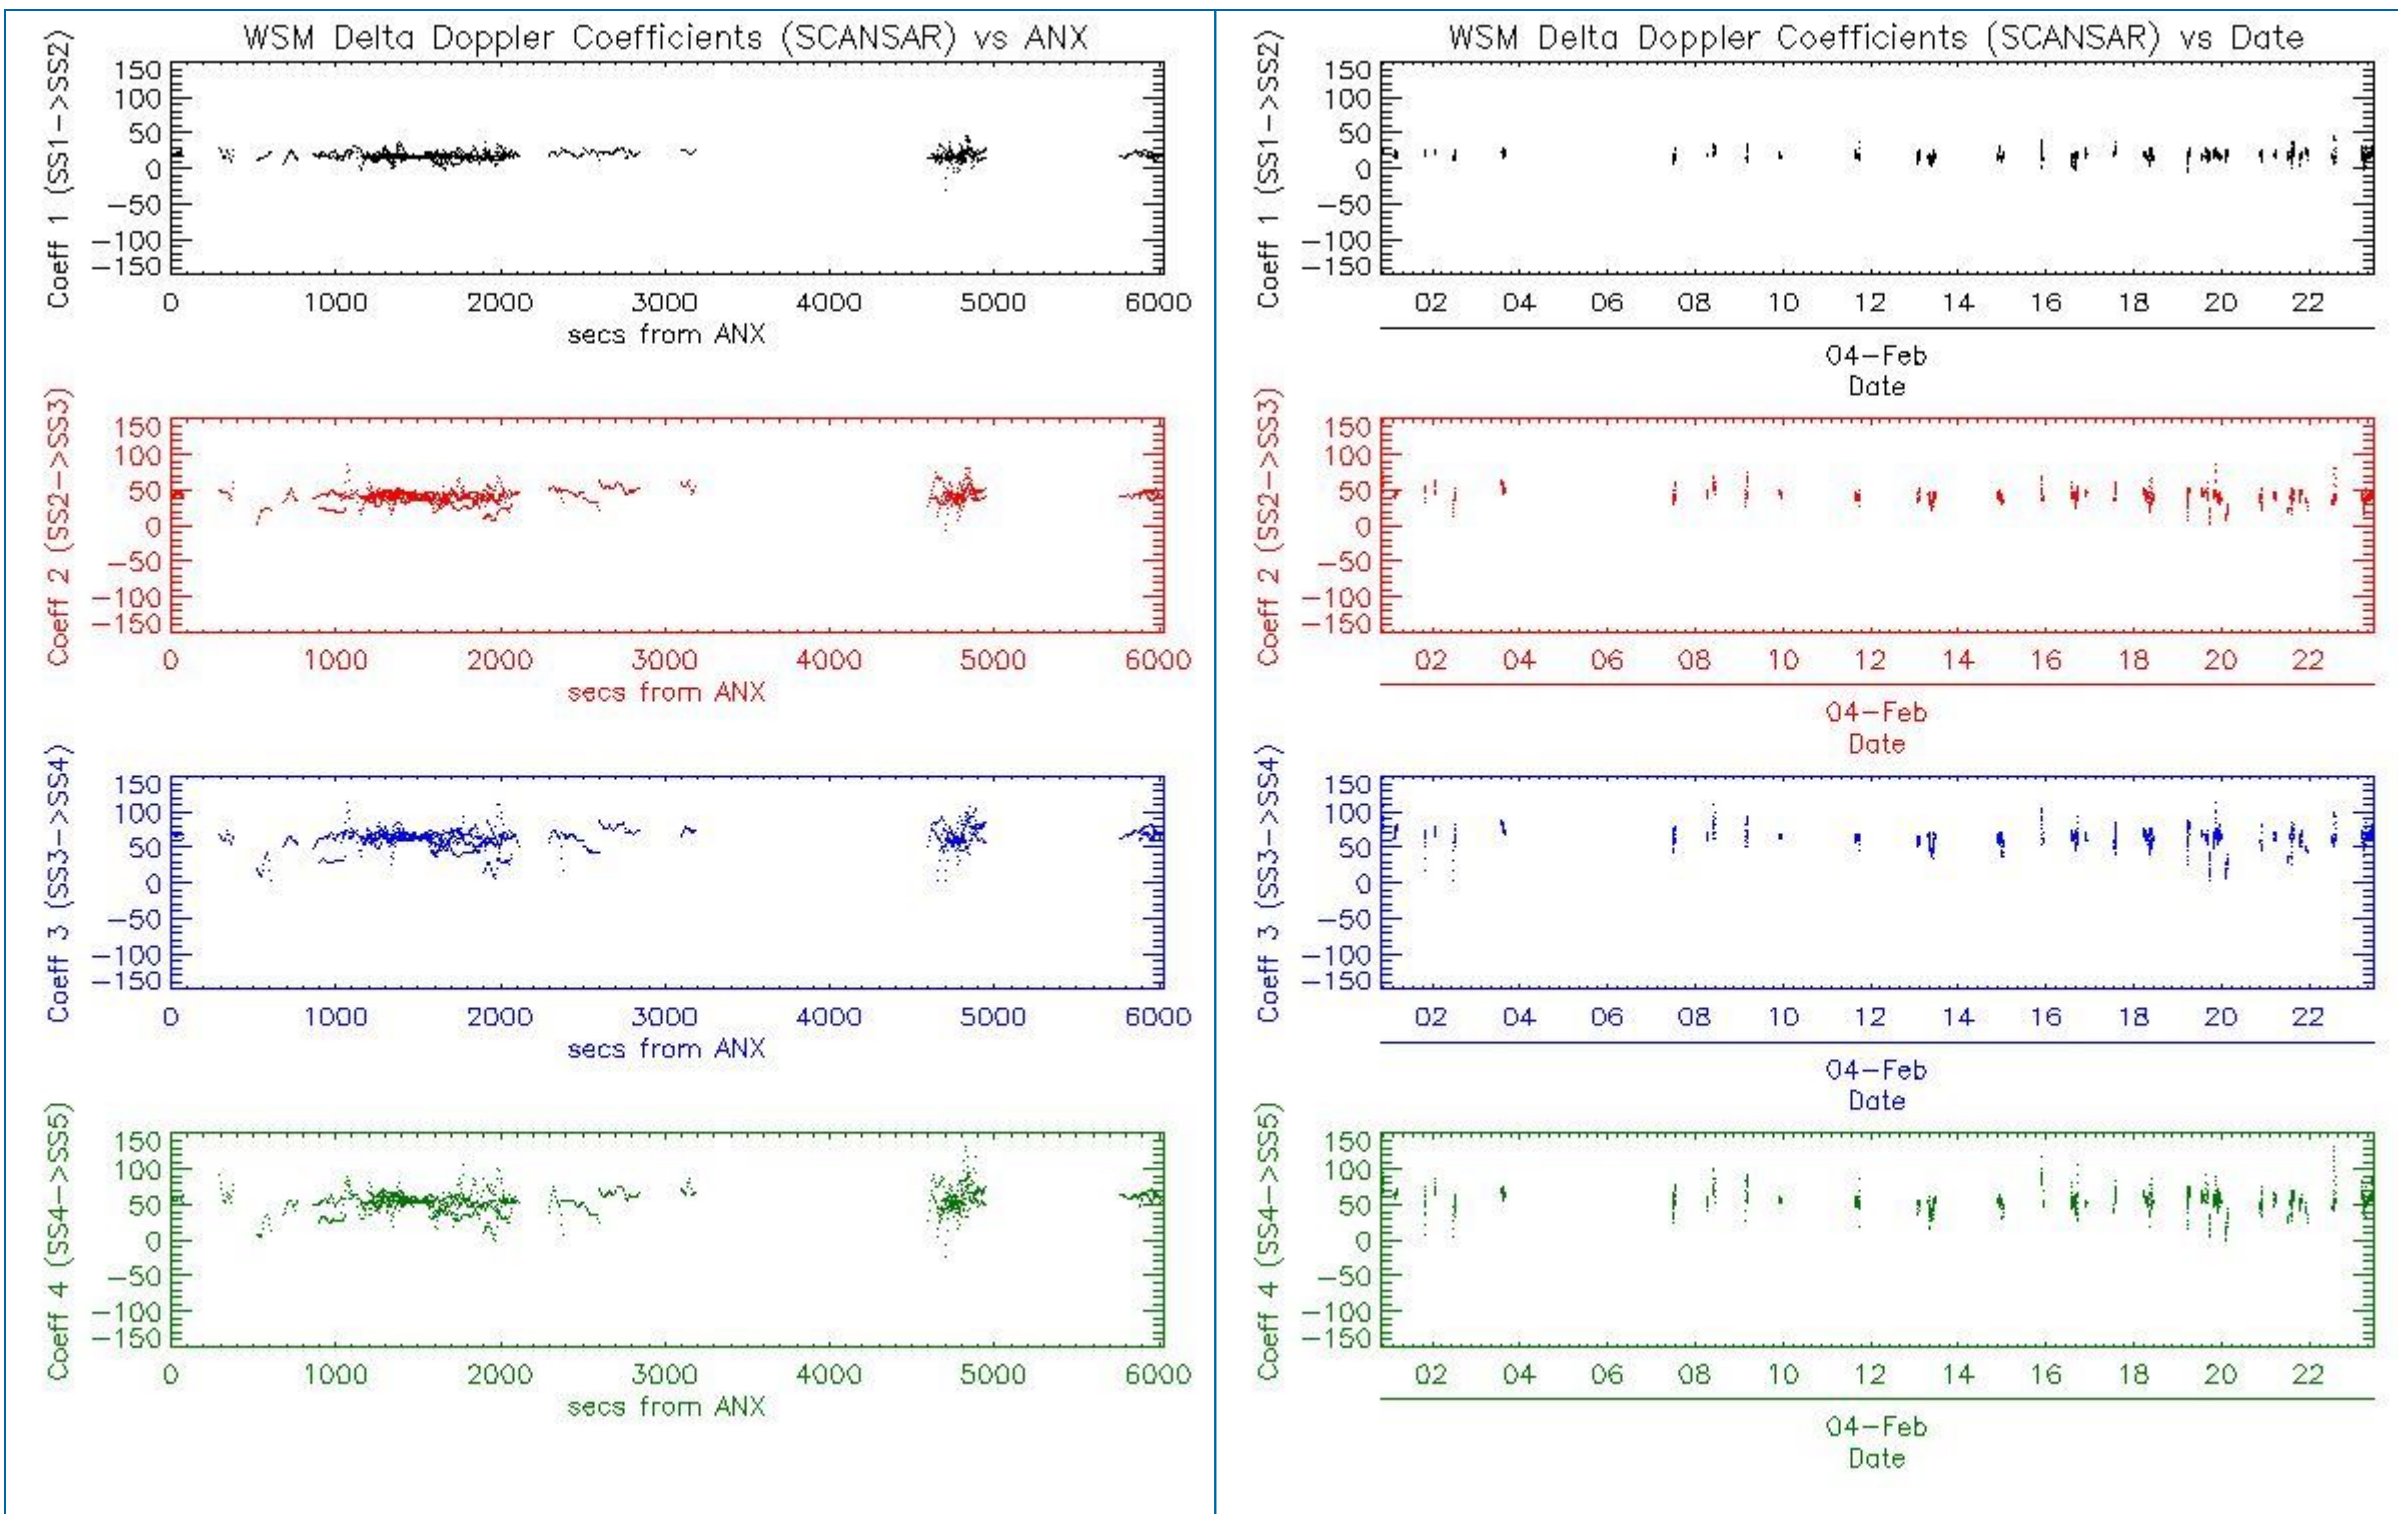 WSM Delta Doppler Coefficients (SCANSAR) vs ANX
Coeff 1 (SS1->SS2)
150
100
50
0
-50
-100
-150
0 1000 2000 3000 4000 5000 6000
secs from ANX
Coeff 2 (SS2->SS3)
150
100
50
0
-50
-100
-150
0 1000 2000 3000 4000 5000 6000
secs from ANX
Coeff 3 (SS3->SS4)
150
100
50
0
-50
-100
-150
0 1000 2000 3000 4000 5000 6000
secs from ANX
Coeff 4 (SS4->SS5)
150
100
50
0
-50
-100
-150
0 1000 2000 3000 4000 5000 6000
secs from ANX
WSM Delta Doppler Coefficients (SCANSAR) vs Date
Coeff 1 (SS1->SS2)
150
100
50
0
-50
-100
-150
02 04 06 08 10 12 14 16 18 20 22
04-Feb
Date
Coeff 2 (SS2->SS3)
150
100
50
0
-50
-100
-150
02 04 06 08 10 12 14 16 18 20 22
04-Feb
Date
Coeff 3 (SS3->SS4)
150
100
50
0
-50
-100
-150
02 04 06 08 10 12 14 16 18 20 22
04-Feb
Date
Coeff 4 (SS4->SS5)
150
100
50
0
-50
-100
-150
02 04 06 08 10 12 14 16 18 20 22
04-Feb
Date